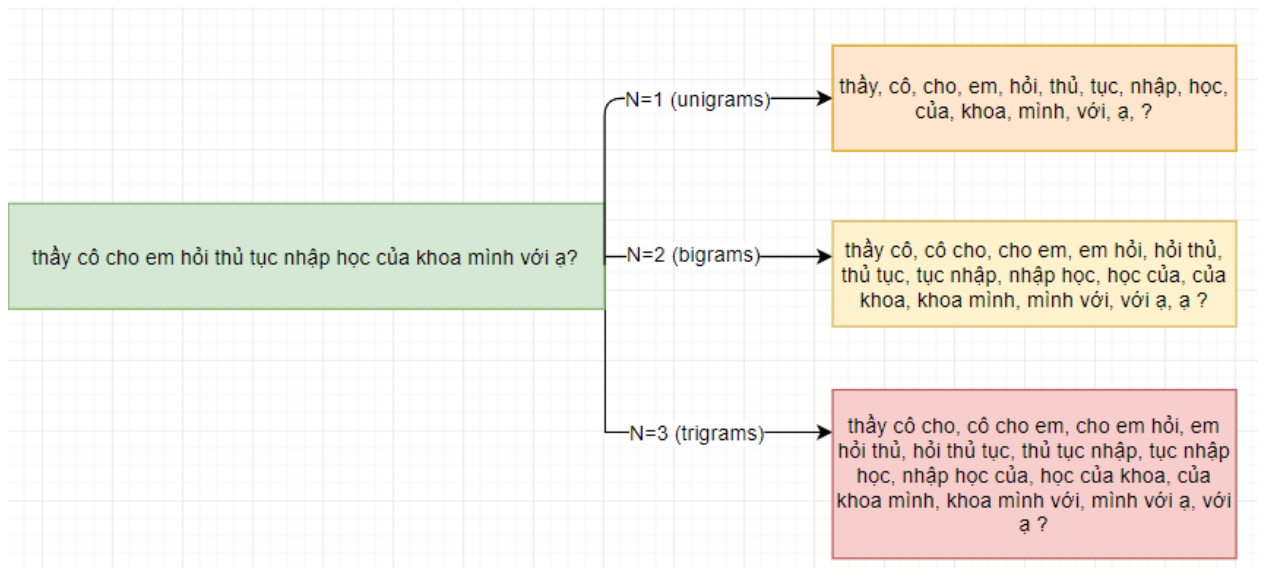 thầy cô cho em hỏi thủ tục nhập học của khoa mình với ạ?
N=1 (unigrams)
thầy, cô, cho, em, hỏi, thủ, tục, nhập, học,
của, khoa, mình, với, ạ, ?
N=2 (bigrams)
thầy cô, cô cho, cho em, em hỏi, hỏi thủ,
thủ tục, tục nhập, nhập học, học của, của
khoa, khoa mình, mình với, với ạ, ạ ?
N=3 (trigrams)
thầy cô cho, cô cho em, cho em hỏi, em
hỏi thủ, hỏi thủ tục, thủ tục nhập, tục nhập
học, nhập học của, học của khoa, của
khoa mình, khoa mình với, mình với ạ, với
ạ ?